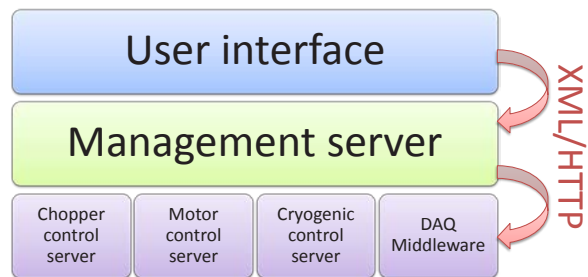 User interface
Management server
XML/HTTP
Chopper
control
server
Motor
control
server
Cryogenic
control
server
DAQ
Middleware